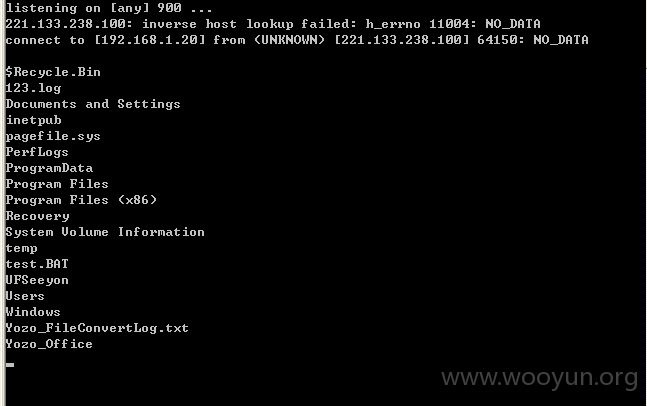 listening on [any] 900 ...
221.133.238.100: inverse host lookup failed: h_errno 11004: NO_DATA
connect to [192.168.1.20] from (UNKNOWN) [221.133.238.100] 64150: NO_DATA
$Recycle.Bin
123.log
Documents and Settings
inetpub
pagefile.sys
PerfLogs
ProgramData
Program Files
Program Files (x86)
Recovery
System Volume Information
temp
test.BAT
UFSeeyon
Users
Windows
Yozo_FileConvertLog.txt
Yozo_Office
www.wooyun.org